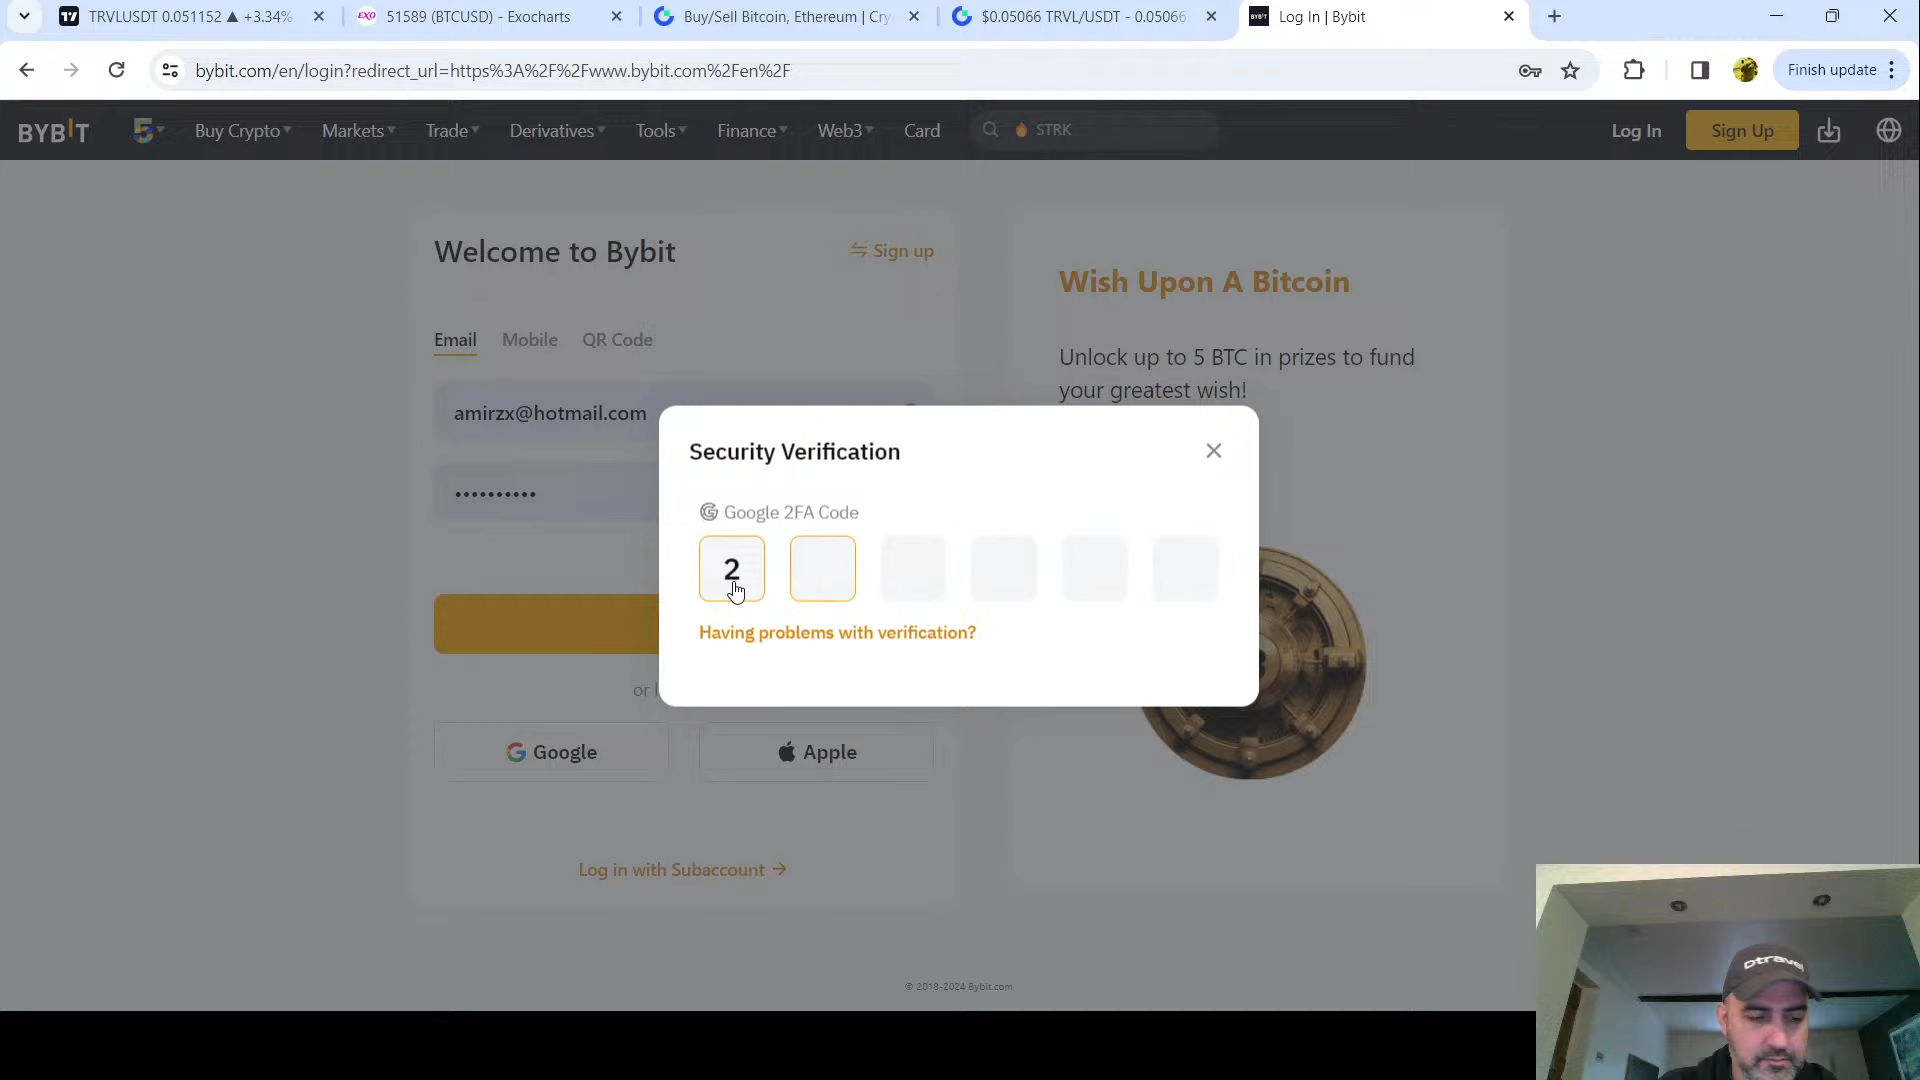 TRVLUSDT 0.051152 ▲ +3.34%
EXO 51589 (BTCUSD) - Exocharts
Buy/Sell Bitcoin, Ethereum | Cry
$0.05066 TRVL/USDT - 0.05066
BYBIT Log In | Bybit
bybit.com/en/login?redirect_url=https%3A%2F%2Fwww.bybit.com%2Fen%2F
Finish update
BYBIT
5
Buy Crypto
Markets
Trade
Derivatives
Tools
Finance
Web3
Card
STRK
Log In
Sign Up
Welcome to Bybit
Sign up
Email
Mobile
QR Code
amirzx@hotmail.com
••••••••••
Wish Upon A Bitcoin
Unlock up to 5 BTC in prizes to fund
your greatest wish!
Security Verification
Google 2FA Code
2
Having problems with verification?
or l
Google
Apple
Log in with Subaccount →
© 2018-2024 Bybit.com
Dtravel